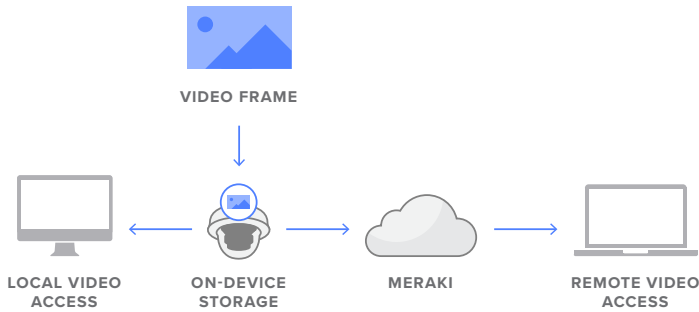 VIDEO FRAME
LOCAL VIDEO
ACCESS
ON-DEVICE
STORAGE
MERAKI
REMOTE VIDEO
ACCESS